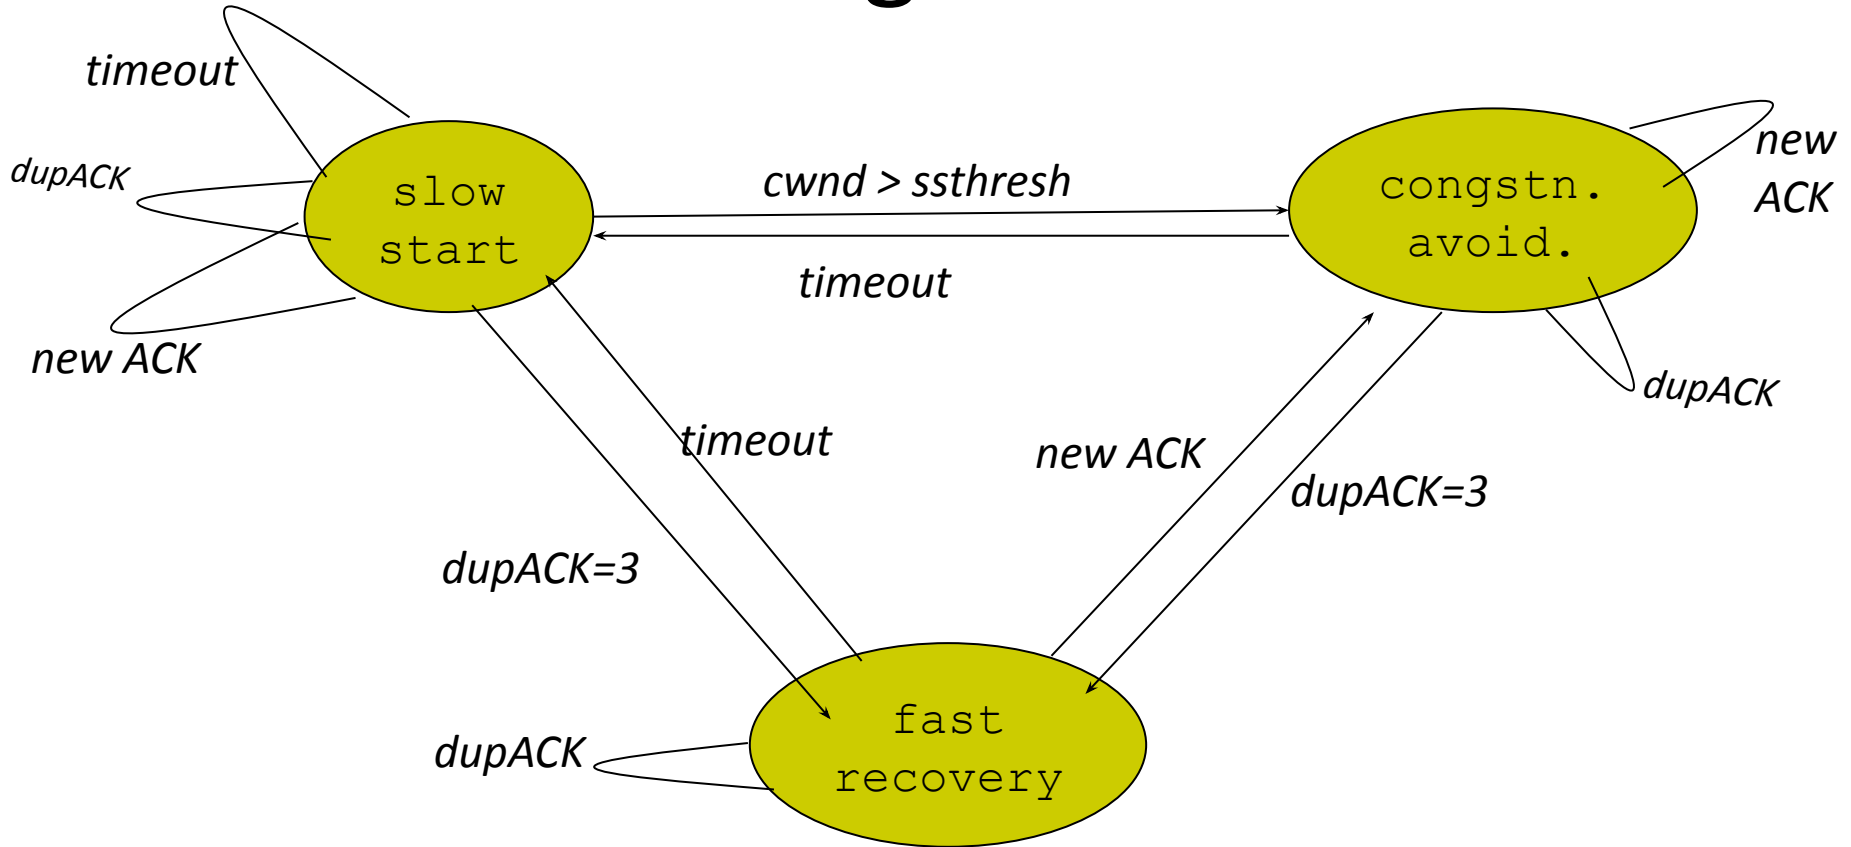 timeout
dupACK
new ACK
slow
start
cwnd > ssthresh
timeout
congstn.
avoid.
new
ACK
dupACK
timeout
dupACK=3
new ACK
dupACK=3
dupACK
fast
recovery